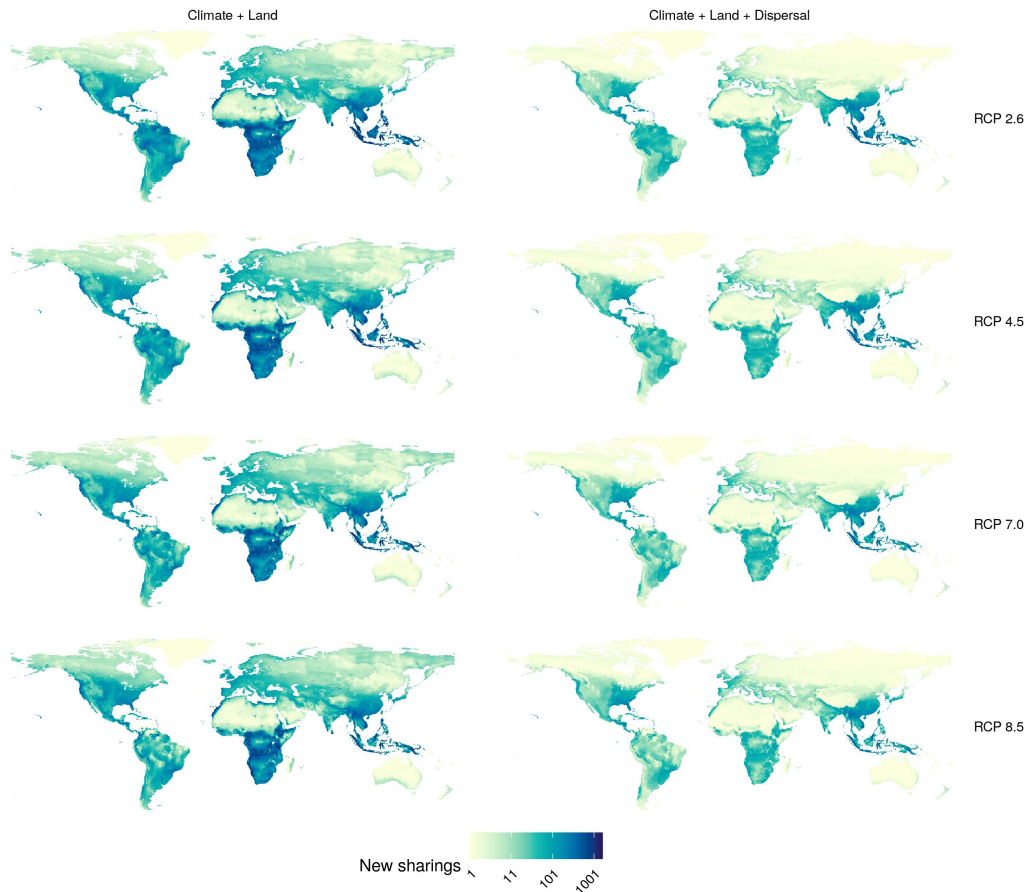 Climate + Land
Climate + Land + Dispersal
RCP 2.6
RCP 4.5
RCP 7.0
RCP 8.5
New sharings
1
11
101
1001